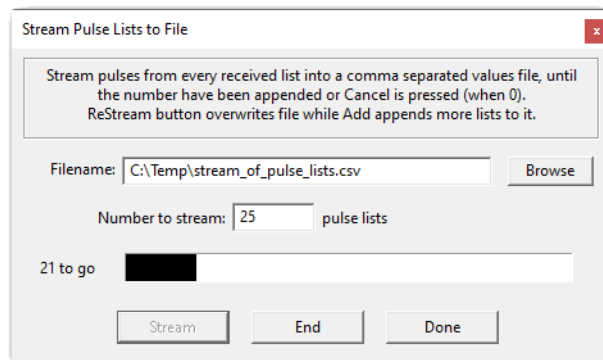 Stream Pulse Lists to File
x
Stream pulses from every received list into a comma separated values file, until
the number have been appended or Cancel is pressed (when 0).
ReStream button overwrites file while Add appends more lists to it.
Filename: C:\Temp\stream_of_pulse_lists.csv Browse
Number to stream: 25 pulse lists
21 to go
Stream End Done